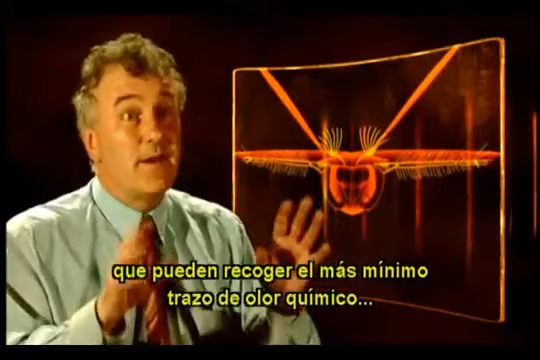 que pueden recoger el más mínimo
trazo de olor químico...